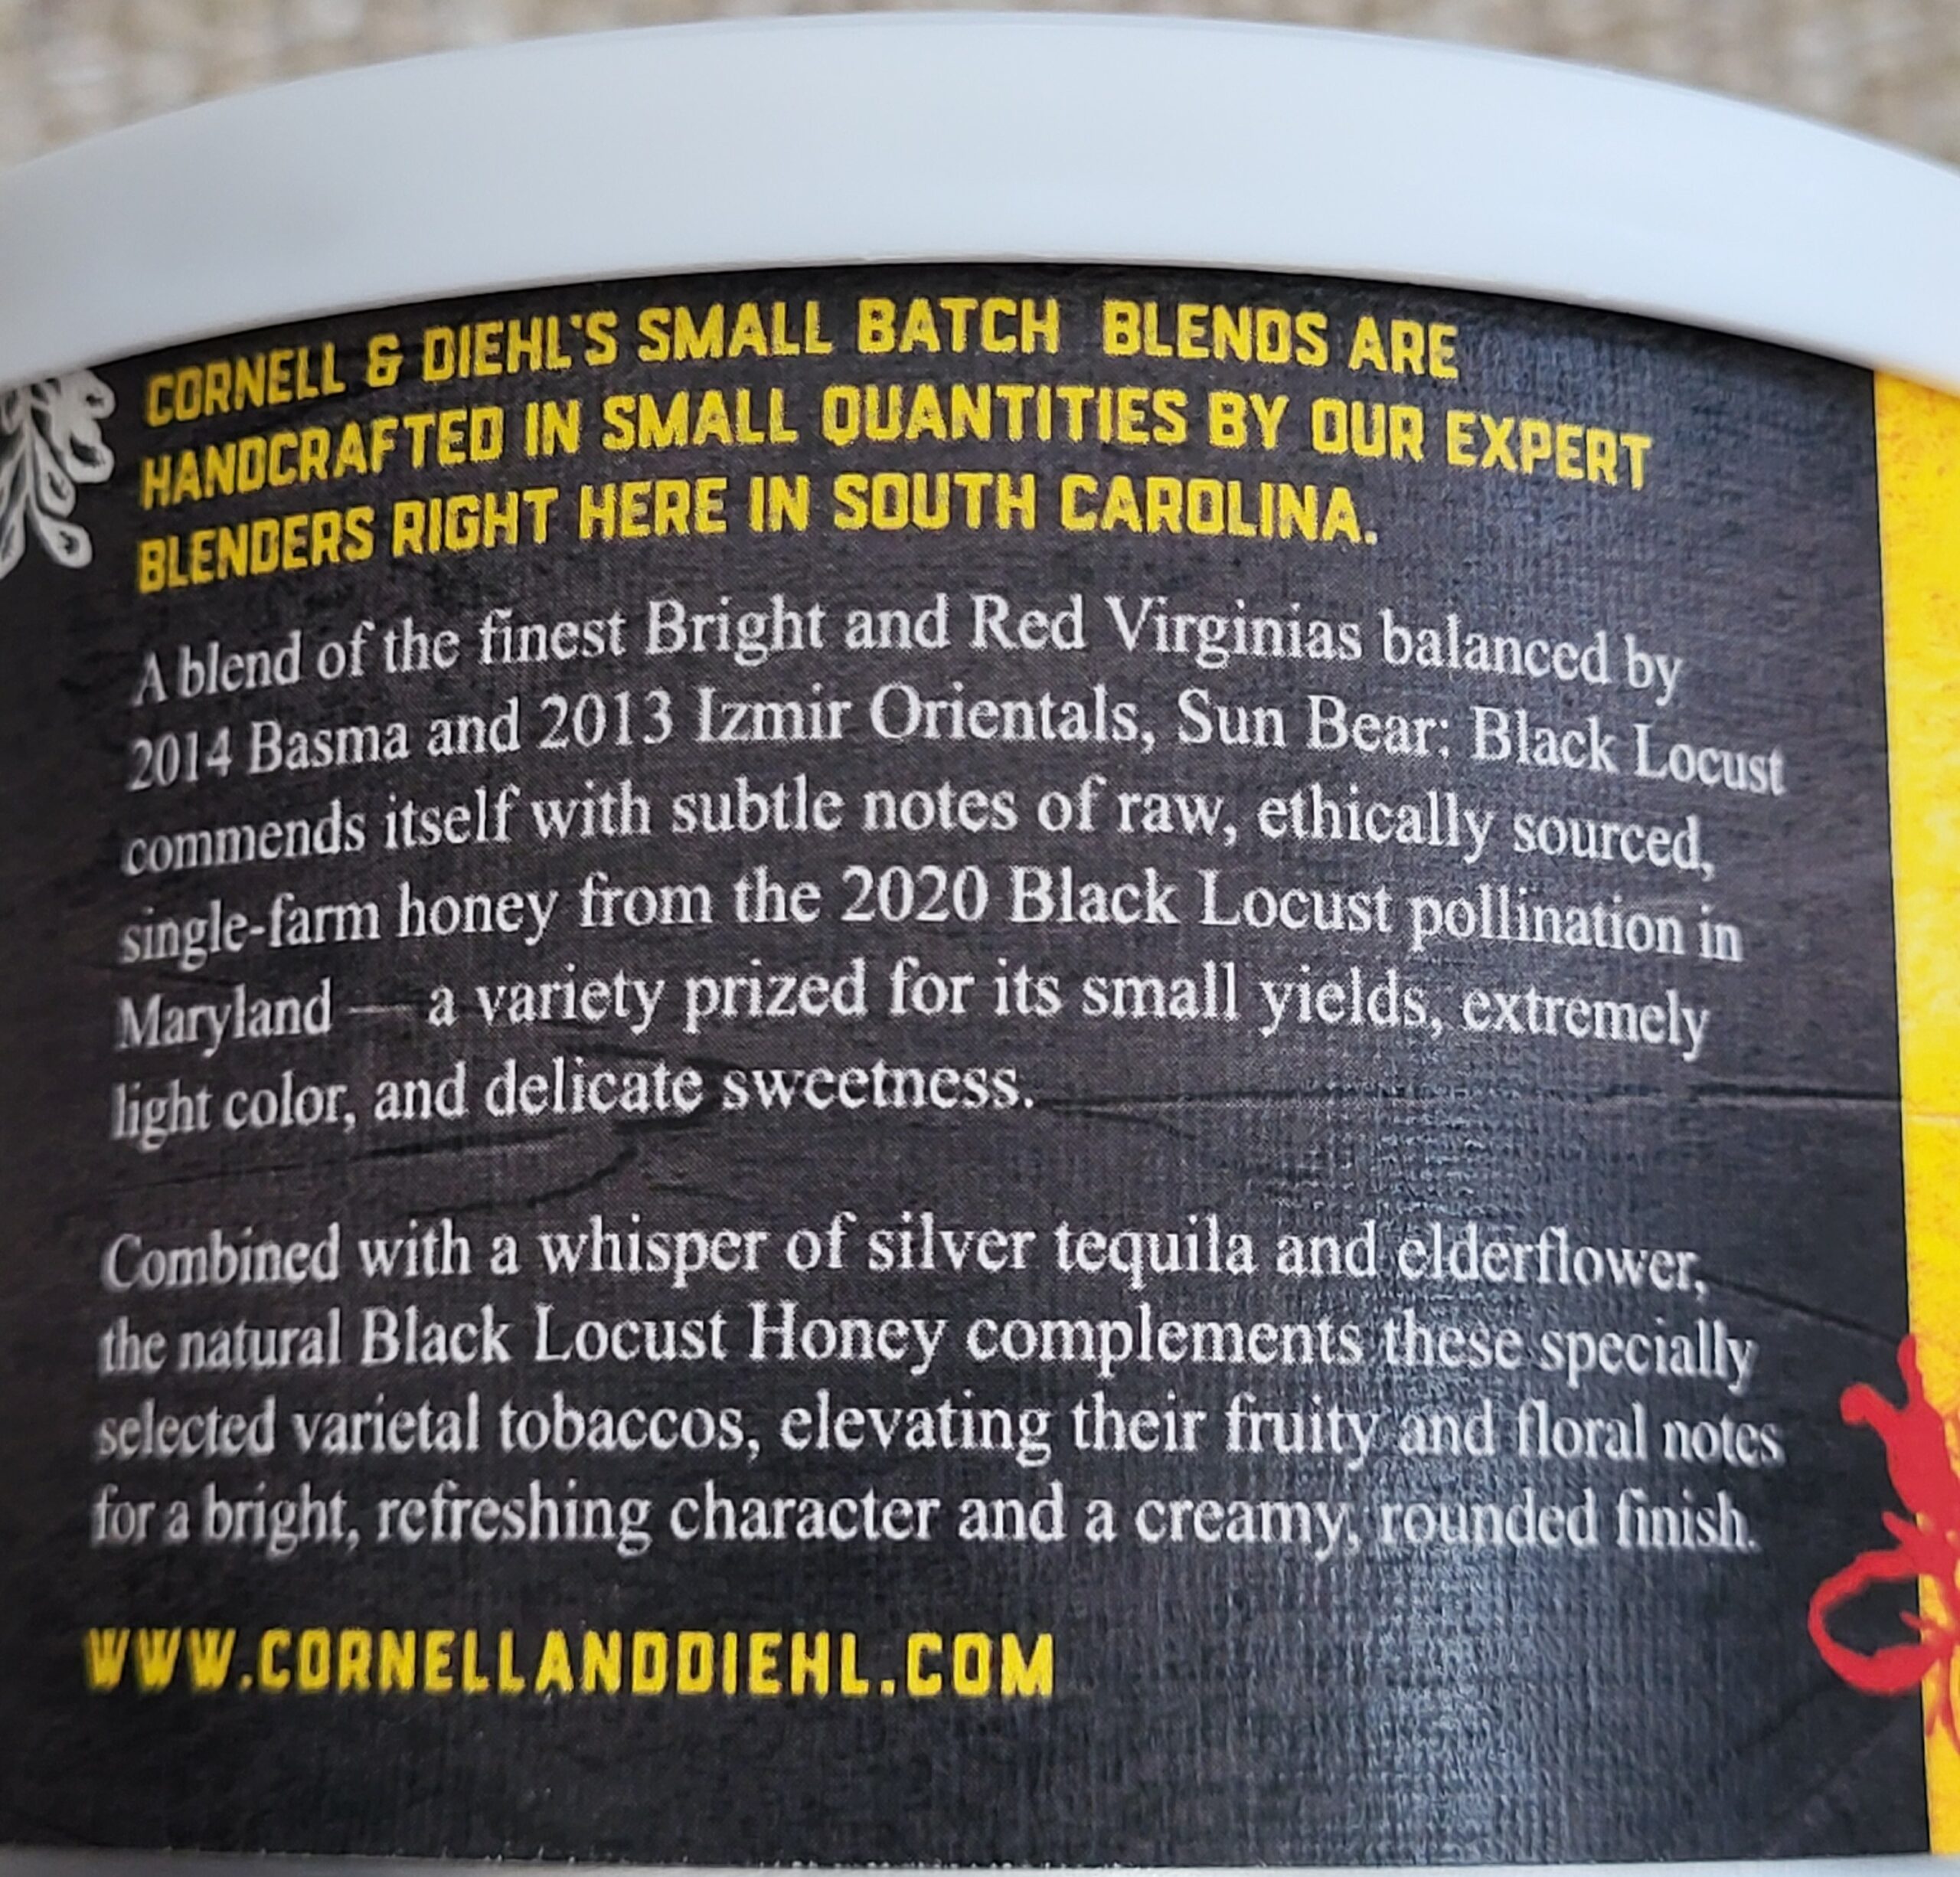 CORNELL & DIEHL'S SMALL BATCH BLENDS ARE
HANDCRAFTED IN SMALL QUANTITIES BY OUR EXPERT
BLENDERS RIGHT HERE IN SOUTH CAROLINA.
A blend of the finest Bright and Red Virginias balanced by
2014 Basma and 2013 Izmir Orientals, Sun Bear: Black Locust
commends itself with subtle notes of raw, ethically sourced,
single-farm honey from the 2020 Black Locust pollination in
Maryland — a variety prized for its small yields, extremely
light color, and delicate sweetness.
Combined with a whisper of silver tequila and elderflower,
the natural Black Locust Honey complements these specially
selected varietal tobaccos, elevating their fruity and floral notes
for a bright, refreshing character and a creamy, rounded finish.
WWW.CORNELLANDDIEHL.COM